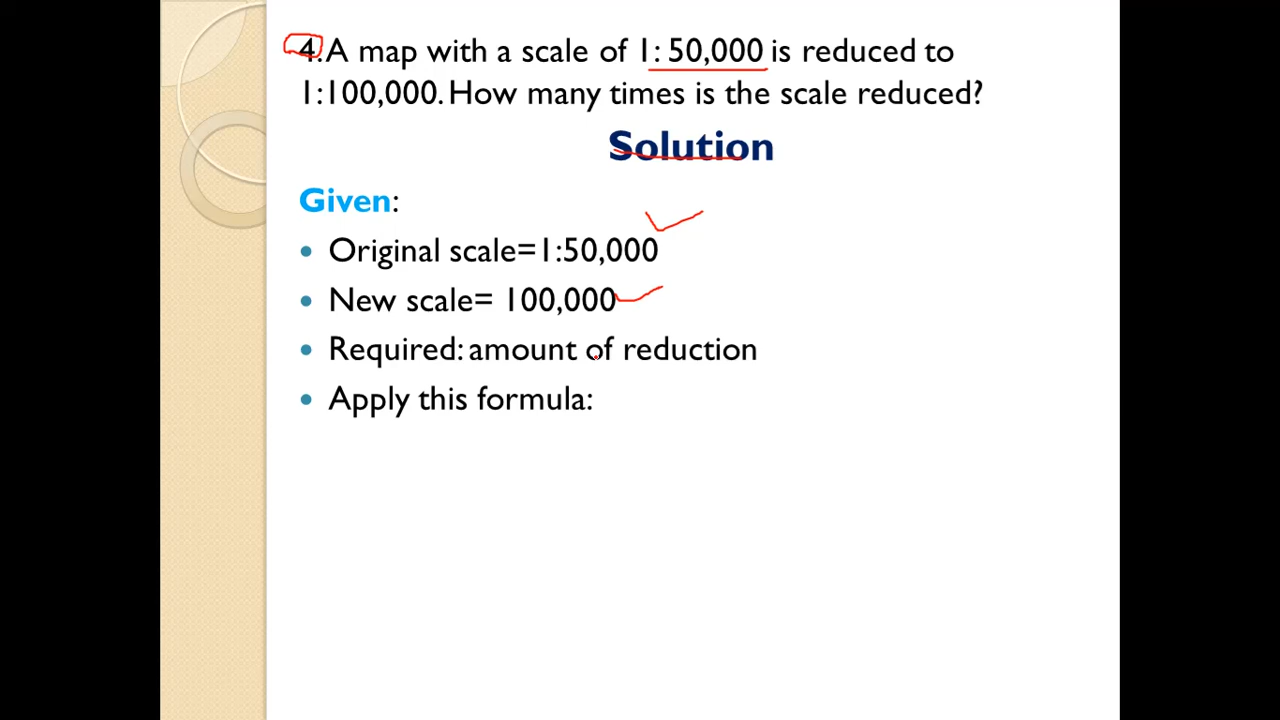 4. A map with a scale of 1: 50,000 is reduced to
1:100,000. How many times is the scale reduced?
Solution
Given:
• Original scale=1:50,000
• New scale= 100,000
• Required: amount of reduction
• Apply this formula: